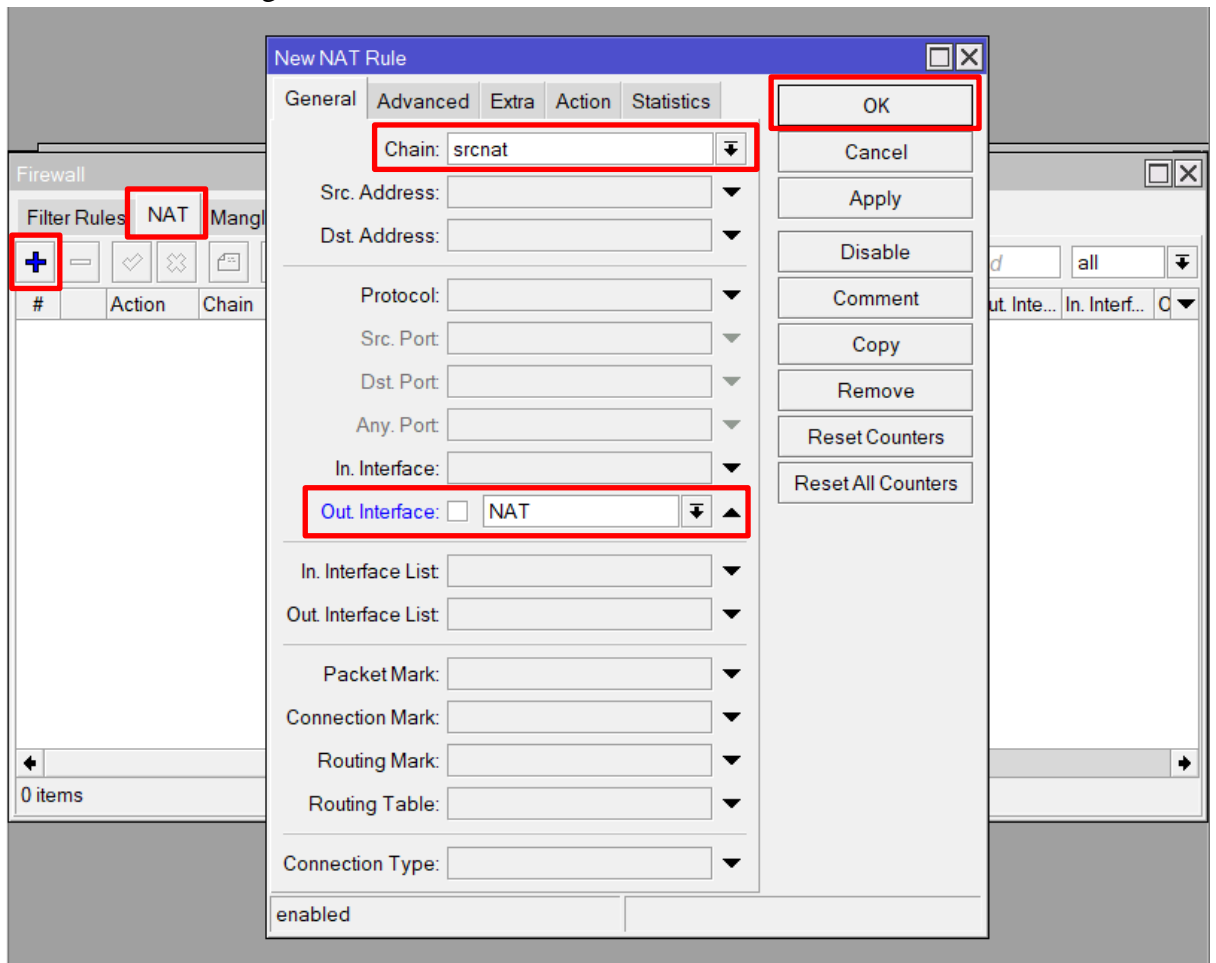 New NAT Rule
General Advanced Extra Action Statistics
OK
Chain: srcnat
Cancel
Firewall
Src. Address:
Apply
Filter Rules NAT Mangl
Dst. Address:
Disable
all
# Action Chain
Protocol:
Comment
ut. Inte... In. Interf... O
Src. Port:
Copy
Dst. Port:
Remove
Any. Port:
Reset Counters
In. Interface:
Reset All Counters
Out. Interface: NAT
In. Interface List:
Out. Interface List:
Packet Mark:
Connection Mark:
Routing Mark:
0 items
Routing Table:
Connection Type:
enabled